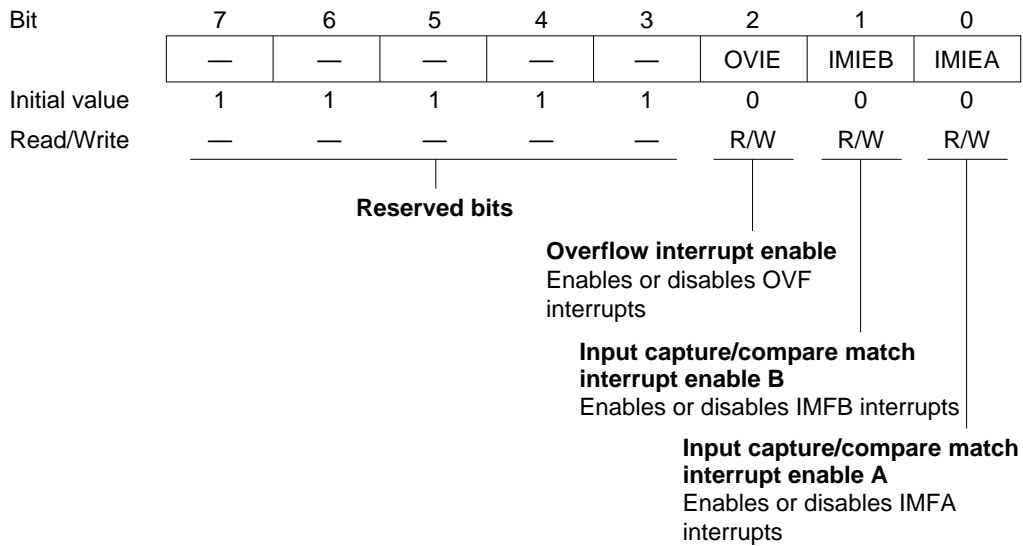 Bit 7 6 5 4 3 2 1 0
— — — — — OVIE IMIEB IMIEA
Initial value 1 1 1 1 1 0 0 0
Read/Write — — — — — R/W R/W R/W
Reserved bits
Overflow interrupt enable
Enables or disables OVF
interrupts
Input capture/compare match
interrupt enable B
Enables or disables IMFB interrupts
Input capture/compare match
interrupt enable A
Enables or disables IMFA
interrupts